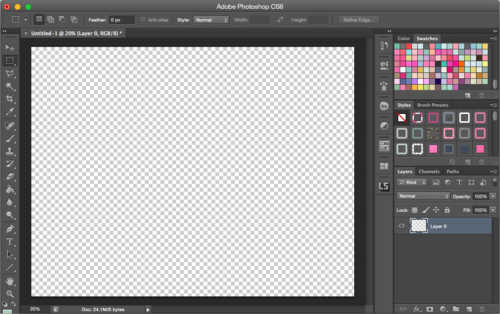 Adobe Photoshop CS6
Feather: 0 px Anti-alias Style: Normal Width: Height: Refine Edge...
Untitled-1 @ 20% (Layer 0, RGB/8) *
Color Swatches
Styles Brush Presets
Layers Channels Paths
Kind
Normal Opacity: 100%
Lock: Fill: 100%
Layer 0
20% Doc: 24.1M/0 bytes